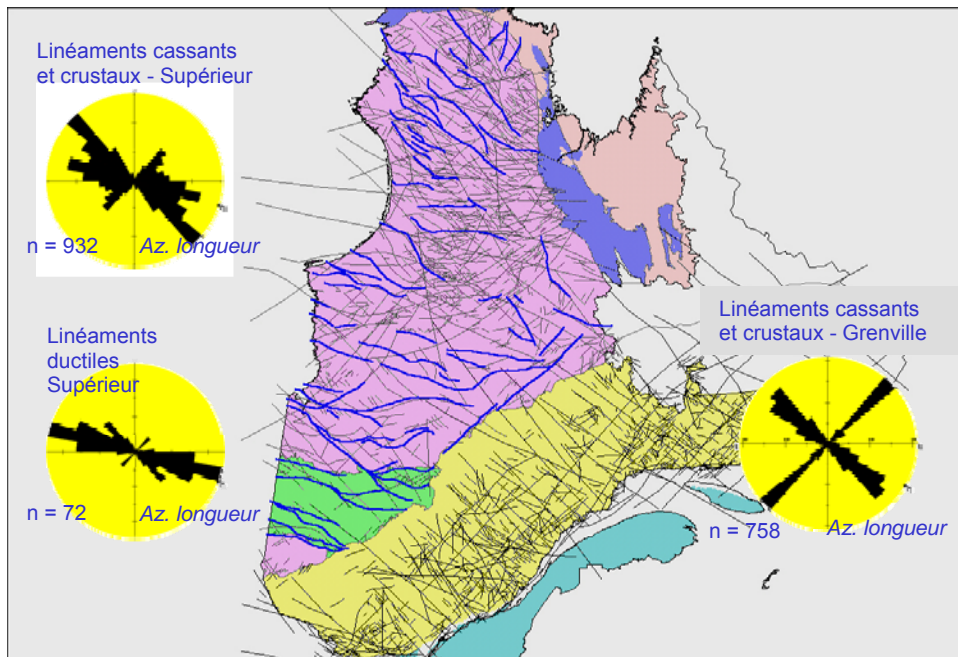 Linéaments cassants
et crustaux - Supérieur
n = 932 Az. longueur
Linéaments
ductiles
Supérieur
n = 72 Az. longueur
Linéaments cassants
et crustaux - Grenville
n = 758 Az. longueur